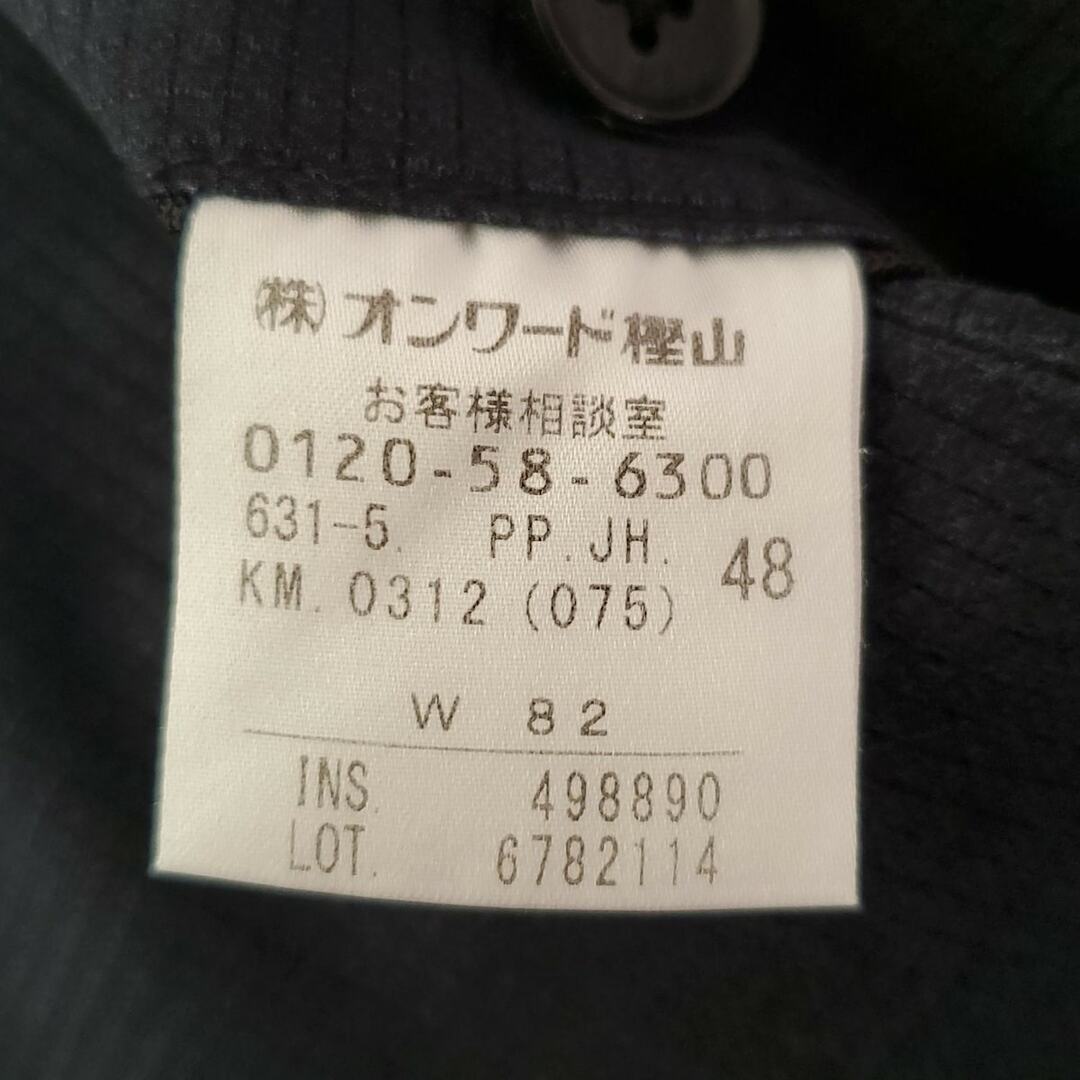 (株)オンワード樫山
お客様相談室
0120-58-6300
631-5. PP.JH. 48
KM. 0312 (075)
W 82
INS. 498890
LOT. 6782114